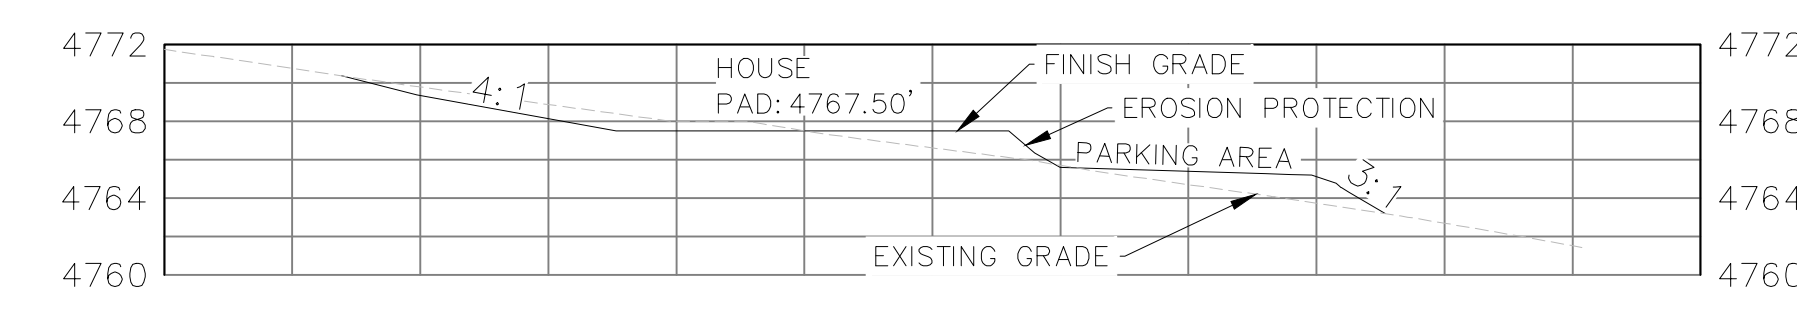 4772
4772
HOUSE
FINISH GRADE
4:1
PAD: 4767.50'
EROSION PROTECTION
4768
4768
PARKING AREA
3:1
4764
4764
EXISTING GRADE
4760
4760